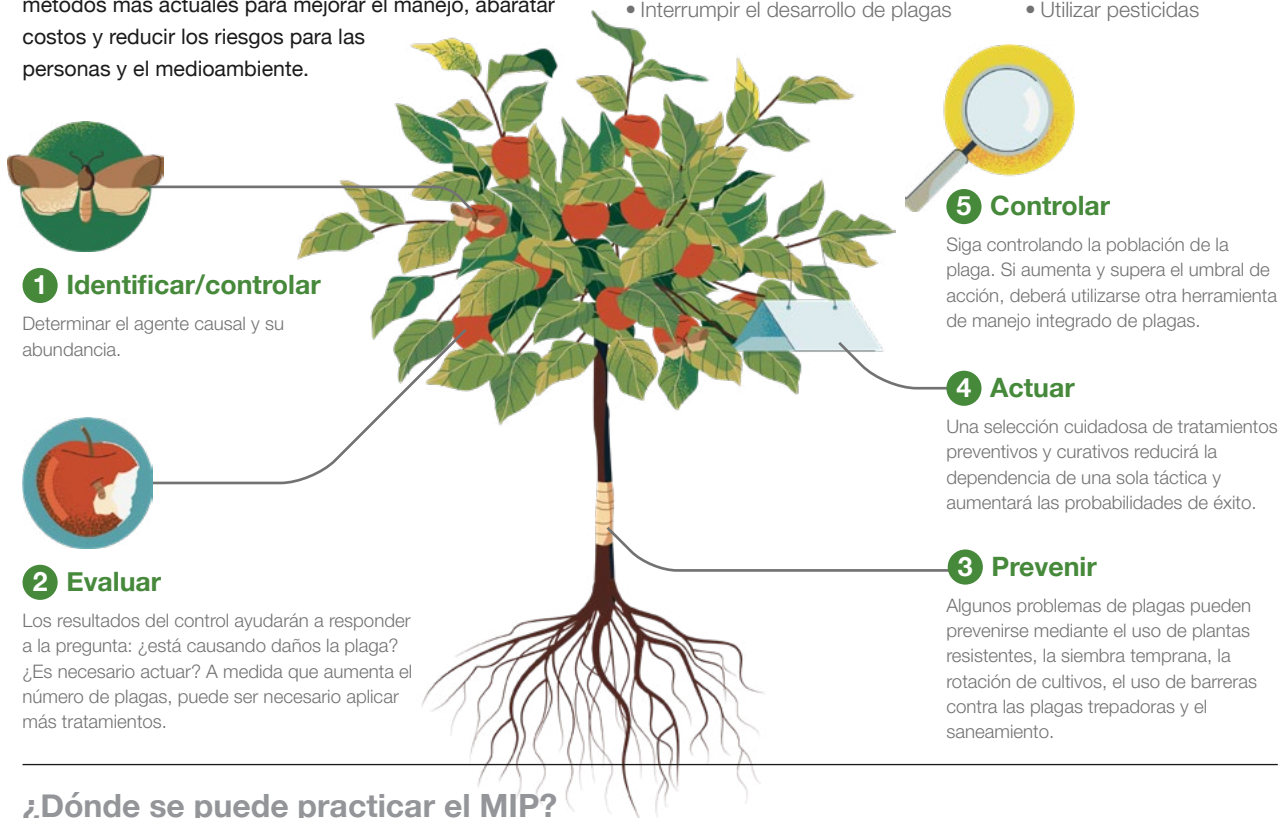 métodos más actuales para mejorar el manejo, abaratar
costos y reducir los riesgos para las
personas y el medioambiente.
• Interrumpir el desarrollo de plagas
• Utilizar pesticidas
1 Identificar/controlar
Determinar el agente causal y su
abundancia.
2 Evaluar
Los resultados del control ayudarán a responder
a la pregunta: ¿está causando daños la plaga?
¿Es necesario actuar? A medida que aumenta el
número de plagas, puede ser necesario aplicar
más tratamientos.
5 Controlar
Siga controlando la población de la
plaga. Si aumenta y supera el umbral de
acción, deberá utilizarse otra herramienta
de manejo integrado de plagas.
4 Actuar
Una selección cuidadosa de tratamientos
preventivos y curativos reducirá la
dependencia de una sola táctica y
aumentará las probabilidades de éxito.
3 Prevenir
Algunos problemas de plagas pueden
prevenirse mediante el uso de plantas
resistentes, la siembra temprana, la
rotación de cultivos, el uso de barreras
contra las plagas trepadoras y el
saneamiento.
¿Dónde se puede practicar el MIP?